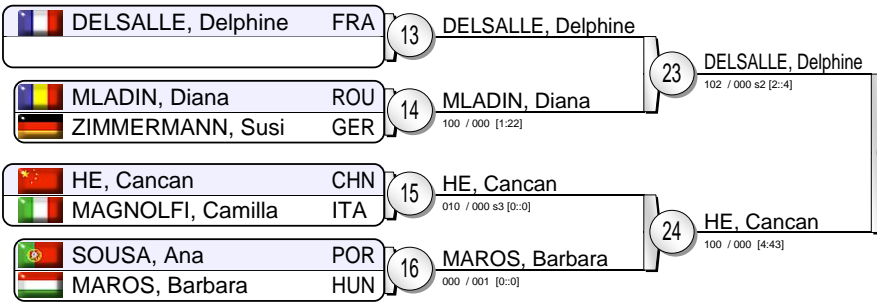 DELSALLE, Delphine FRA
13
DELSALLE, Delphine
23
DELSALLE, Delphine
102 / 000 s2 [2::4]
MLADIN, Diana ROU
ZIMMERMANN, Susi GER
14
MLADIN, Diana
100 / 000 [1:22]
HE, Cancan CHN
MAGNOLFI, Camilla ITA
15
HE, Cancan
010 / 000 s3 [0::0]
24
HE, Cancan
100 / 000 [4:43]
SOUSA, Ana POR
MAROS, Barbara HUN
16
MAROS, Barbara
000 / 001 [0::0]